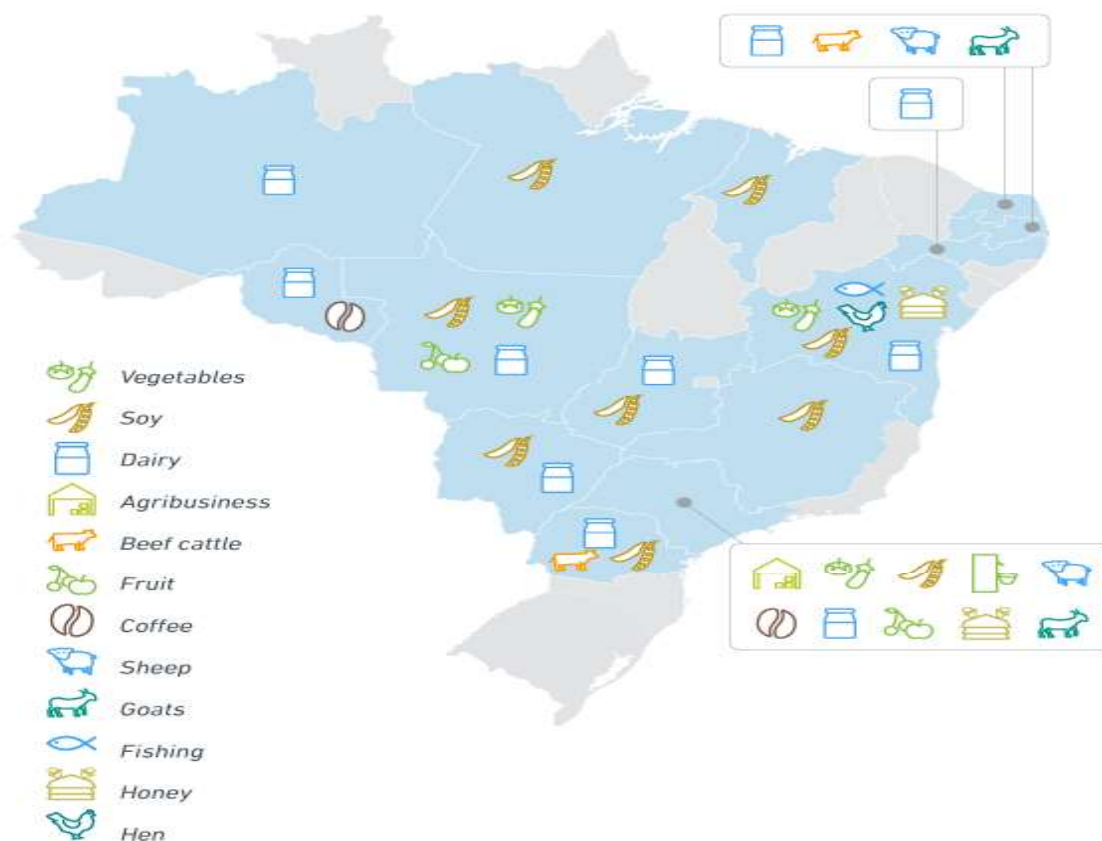 Vegetables
Soy
Dairy
Agribusiness
Beef cattle
Fruit
Coffee
Sheep
Goats
Fishing
Honey
Hen